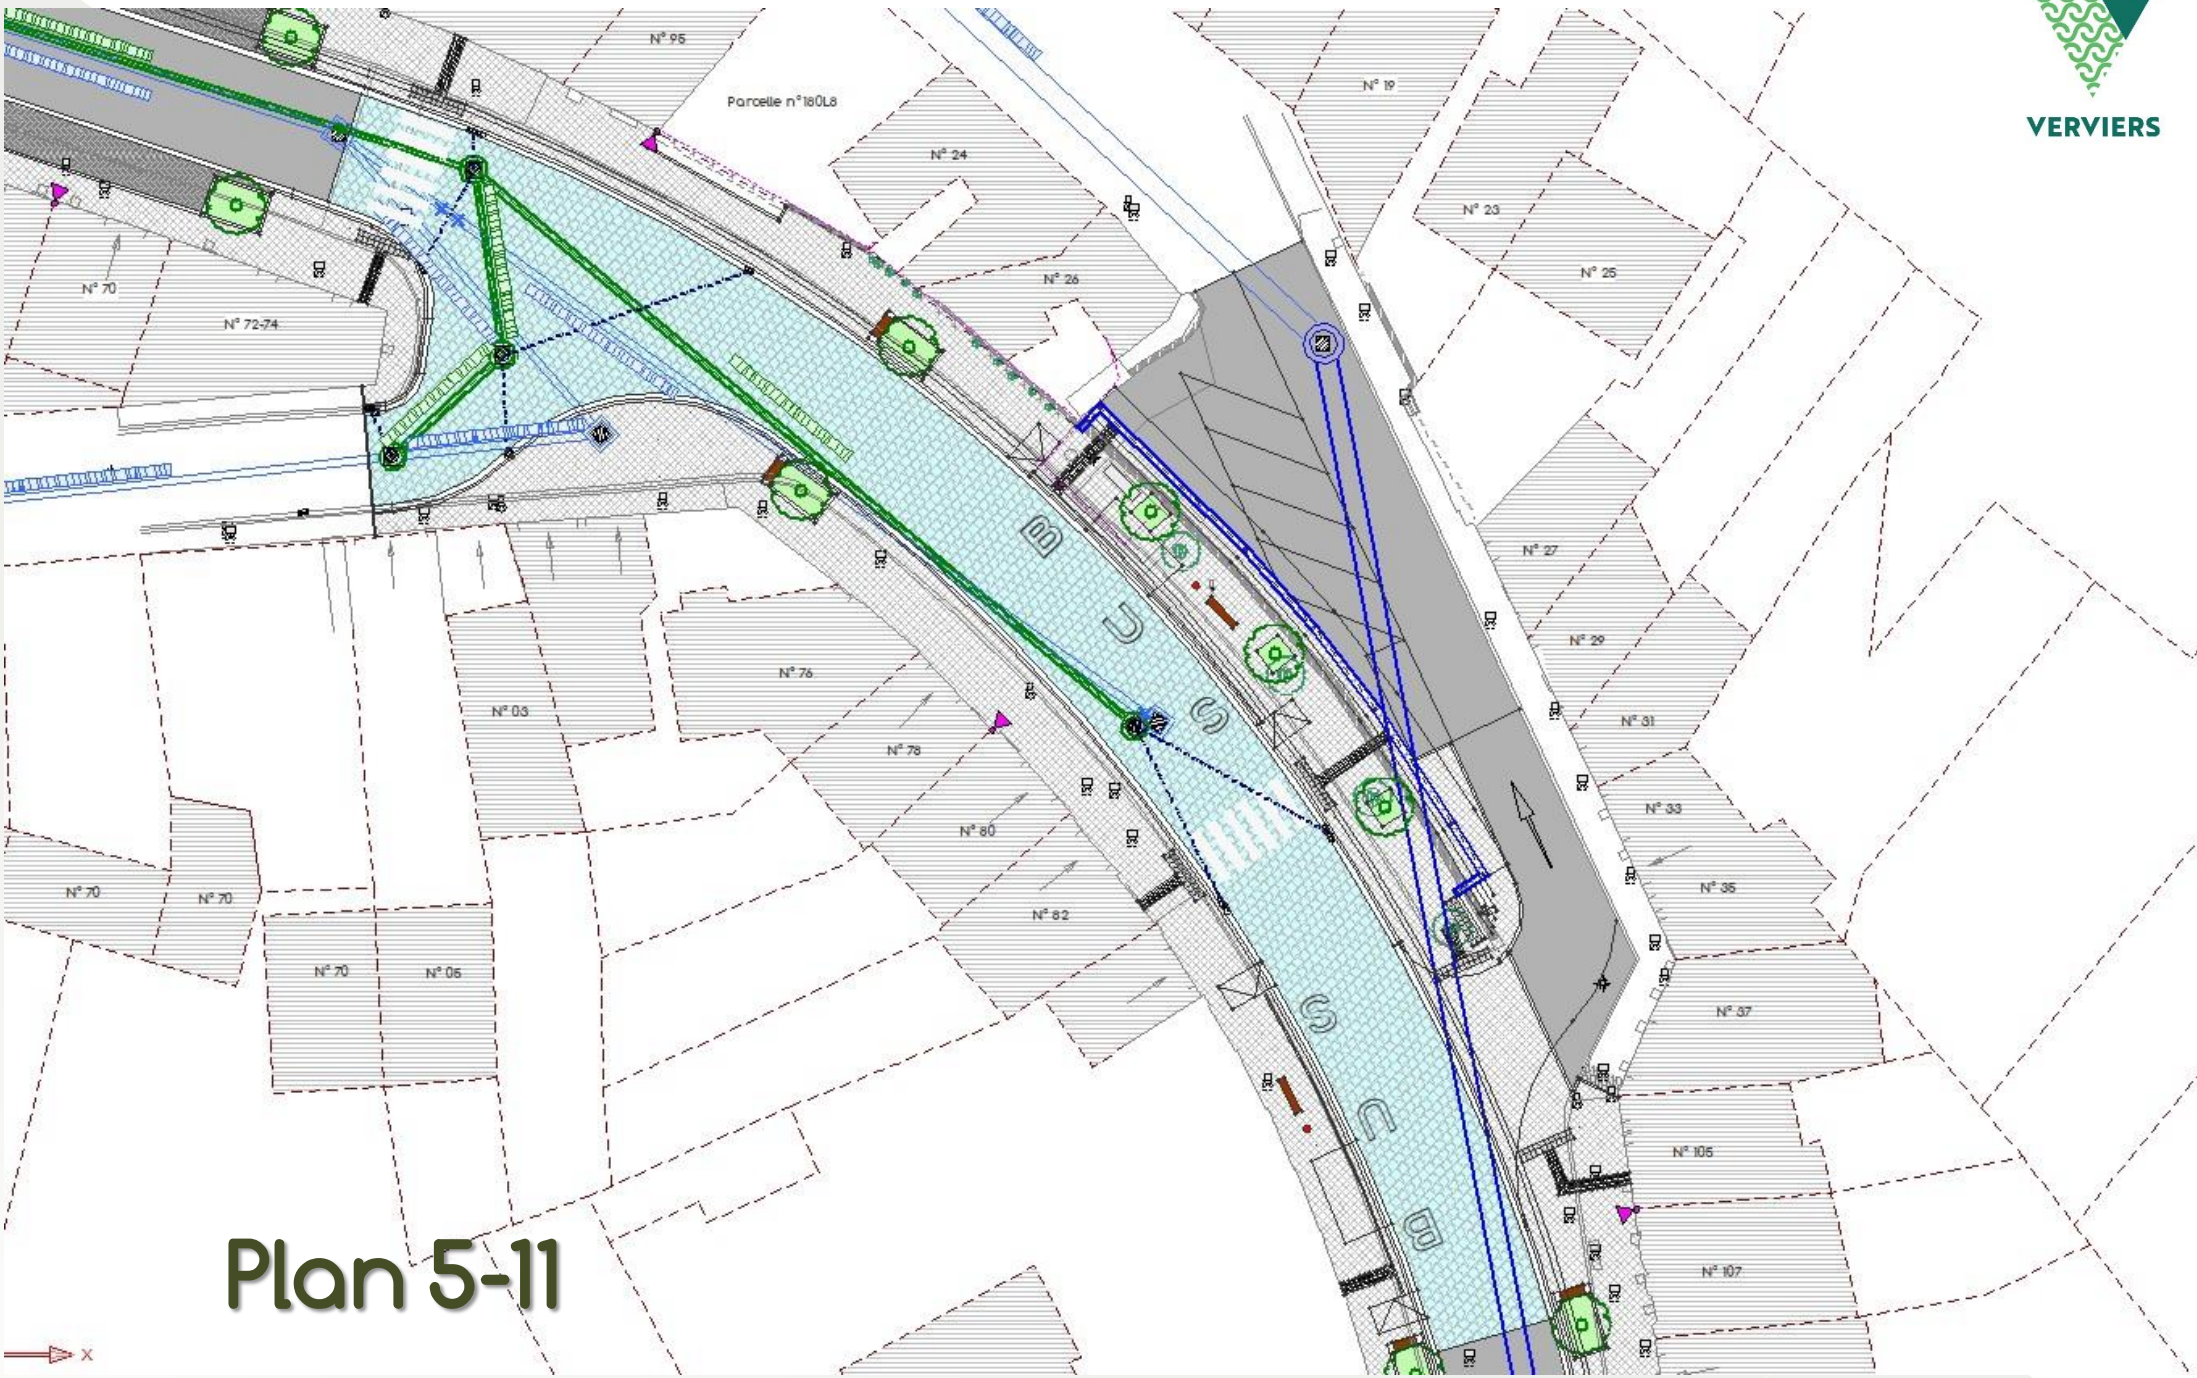 N° 95
VERVIERS
N° 19
Parcelle n°180L8
N° 24
N° 23
N° 25
N° 26
N° 70
N° 72-74
BUS
N° 27
N° 29
N° 76
N° 03
N° 31
N° 78
N° 33
N° 80
N° 35
N° 70
N° 70
N° 82
N° 70
N° 05
N° 37
BUS
N° 105
N° 107
Plan 5-11
X